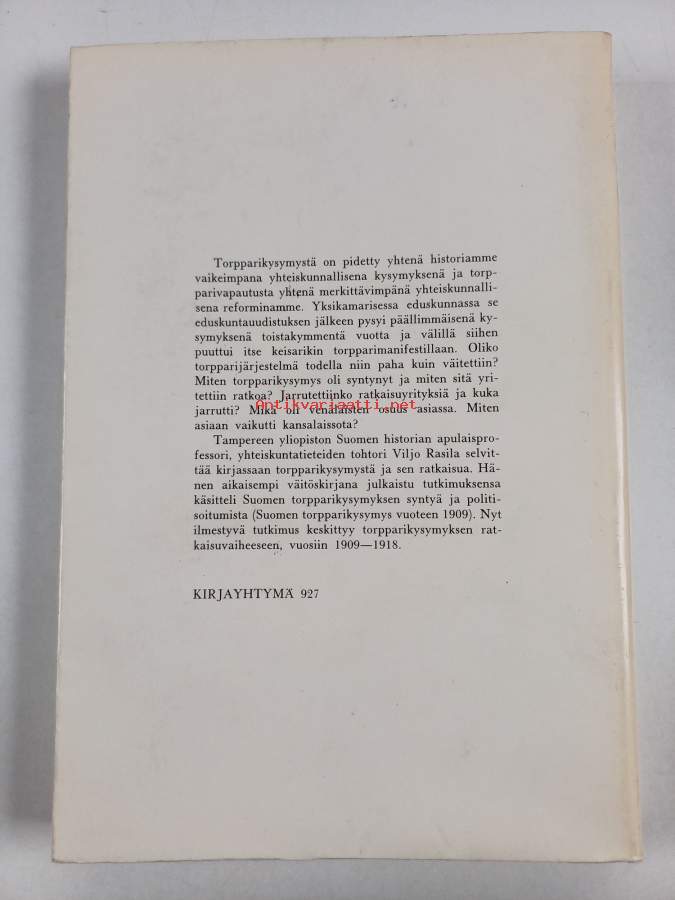 Torpparikysymystä on pidetty yhtenä historiamme
vaikeimpana yhteiskunnallisena kysymyksenä ja torp-
parivapautusta yhtenä merkittävimpänä yhteiskunnalli-
sena reforminamme. Yksikamarisessa eduskunnassa se
eduskuntauudistuksen jälkeen pysyi päällimmäisenä ky-
symyksenä toistakymmentä vuotta ja välillä siihen
puuttui itse keisarikin torpparimanifestillaan. Oliko
torpparijärjestelmä todella niin paha kuin väitettiin?
Miten torpparikysymys oli syntynyt ja miten sitä yri-
tettiin ratkoa? Jarrutettiinko ratkaisuyrityksiä ja kuka
jarrutti? Mikä oli venäläisten osuus asiassa. Miten
Antikvariaatti.net
asiaan vaikutti kansalaissota?
Tampereen yliopiston Suomen historian apulaispro-
fessori, yhteiskuntatieteiden tohtori Viljo Rasila selvit-
tää kirjassaan torpparikysymystä ja sen ratkaisua. Hä-
nen aikaisempi väitöskirjana julkaistu tutkimuksensa
käsitteli Suomen torpparikysymyksen syntyä ja politi-
soitumista (Suomen torpparikysymys vuoteen 1909). Nyt
ilmestyvä tutkimus keskittyy torpparikysymyksen rat-
kaisuvaiheeseen, vuosiin 1909—1918.
KIRJAYHTYMÄ 927